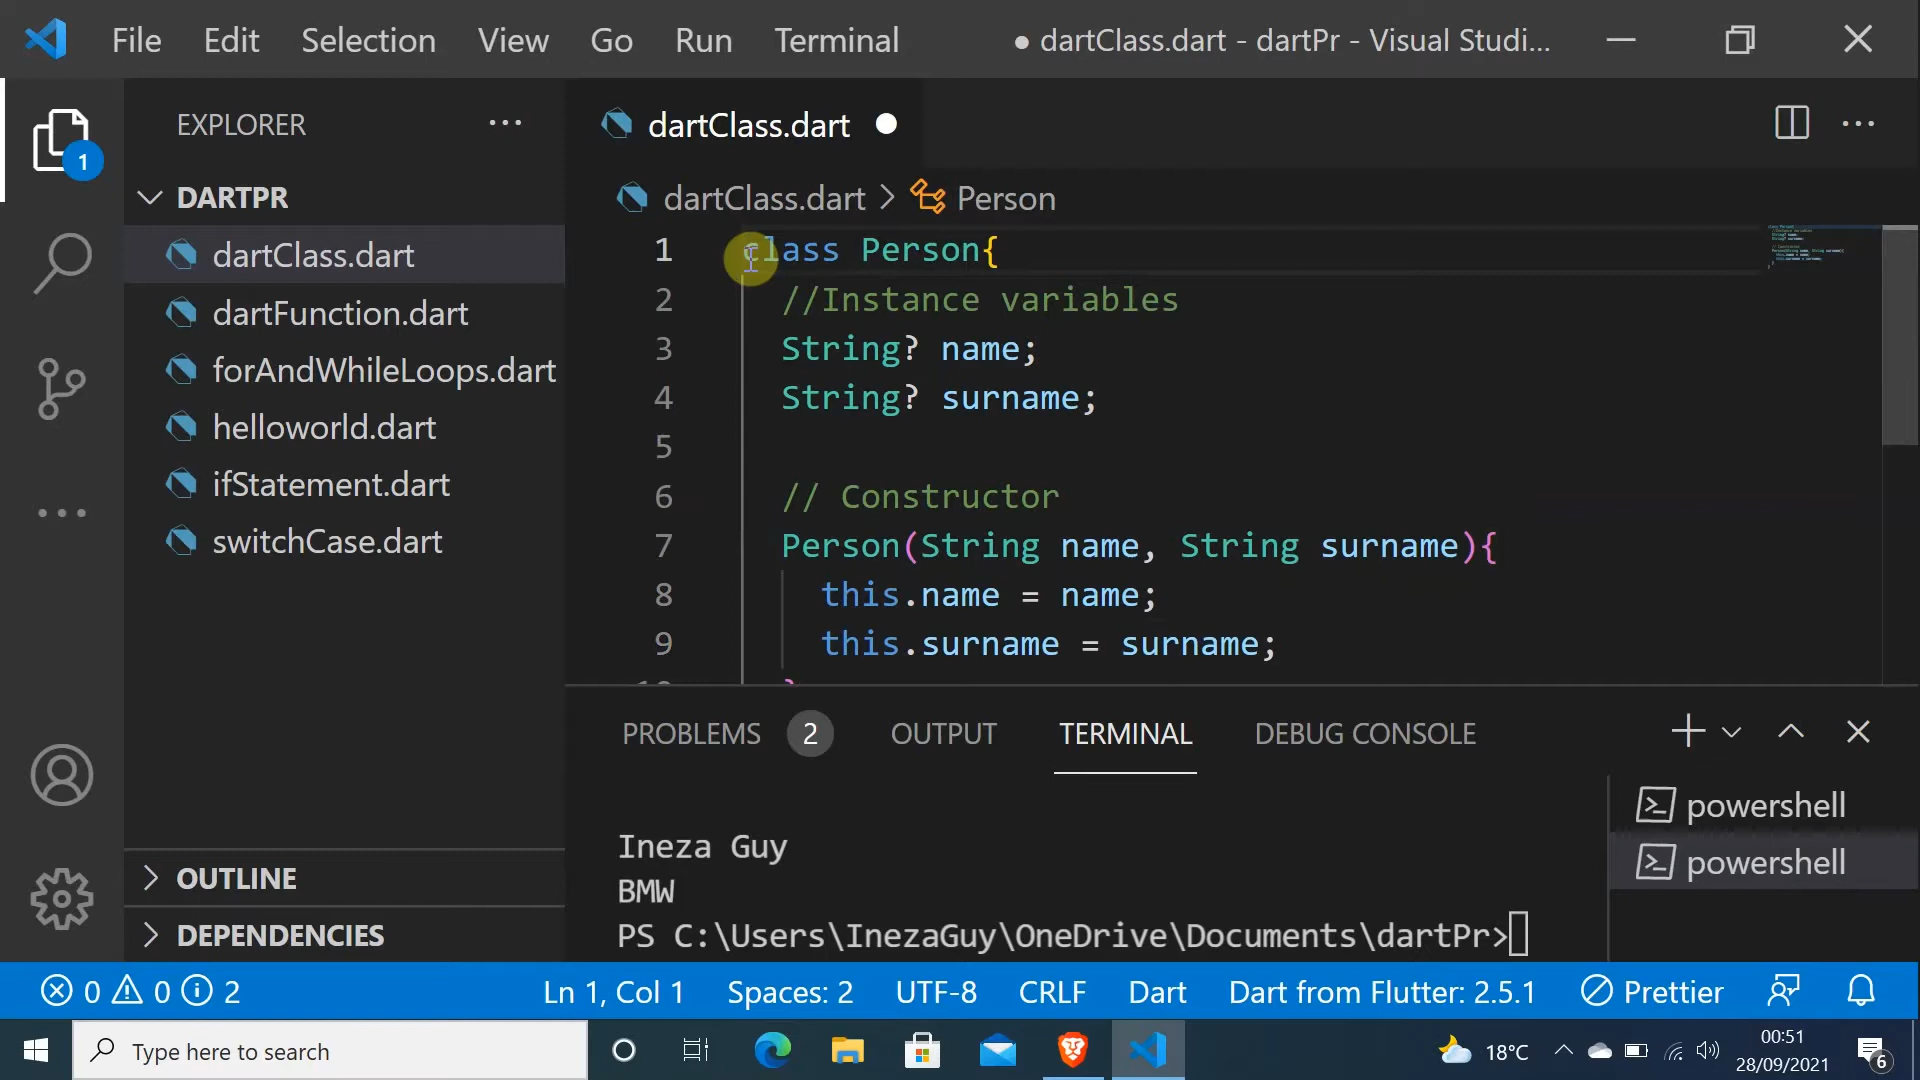 File Edit Selection View Go Run Terminal
● dartClass.dart - dartPr - Visual Studi...
EXPLORER
1
DARTPR
dartClass.dart
dartFunction.dart
forAndWhileLoops.dart
helloworld.dart
ifStatement.dart
switchCase.dart
OUTLINE
DEPENDENCIES
dartClass.dart
dartClass.dart > Person
1 class Person{
2 //Instance variables
3 String? name;
4 String? surname;
5
6 // Constructor
7 Person(String name, String surname){
8 this.name = name;
9 this.surname = surname;
PROBLEMS 2 OUTPUT TERMINAL DEBUG CONSOLE
Ineza Guy
BMW
PS C:\Users\InezaGuy\OneDrive\Documents\dartPr>
powershell
powershell
0 0 2 Ln 1, Col 1 Spaces: 2 UTF-8 CRLF Dart Dart from Flutter: 2.5.1 Prettier
Type here to search
18°C
00:51
28/09/2021
6